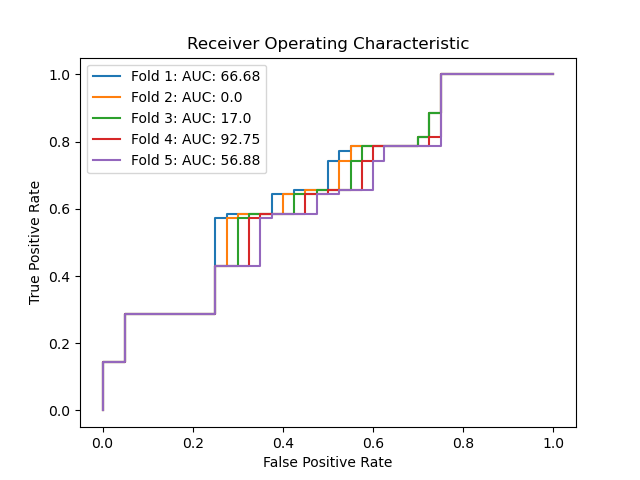 Receiver Operating Characteristic
Fold 1: AUC: 66.68
Fold 2: AUC: 0.0
Fold 3: AUC: 17.0
Fold 4: AUC: 92.75
Fold 5: AUC: 56.88
True Positive Rate
1.0
0.8
0.6
0.4
0.2
0.0
0.0 0.2 0.4 0.6 0.8 1.0
False Positive Rate